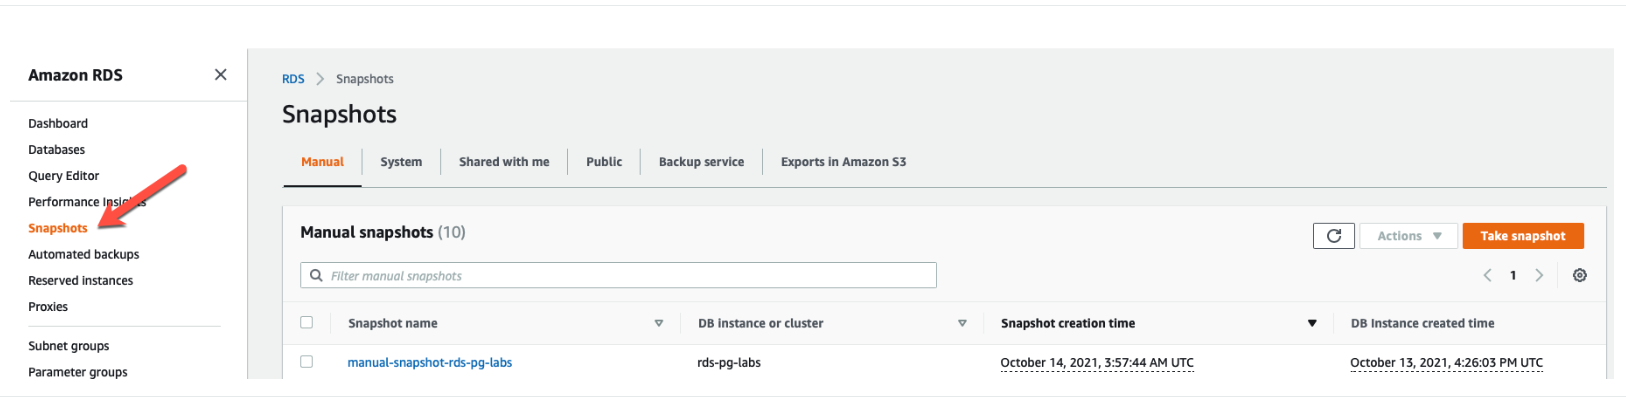 Amazon RDS
Dashboard
Databases
Query Editor
Performance Insights
Snapshots
Automated backups
Reserved instances
Proxies
Subnet groups
Parameter groups
RDS > Snapshots
Snapshots
Manual System Shared with me Public Backup service Exports in Amazon S3
Manual snapshots (10)
Actions Take snapshot
Filter manual snapshots
1
Snapshot name DB instance or cluster Snapshot creation time DB Instance created time
manual-snapshot-rds-pg-labs rds-pg-labs October 14, 2021, 3:57:44 AM UTC October 13, 2021, 4:26:03 PM UTC